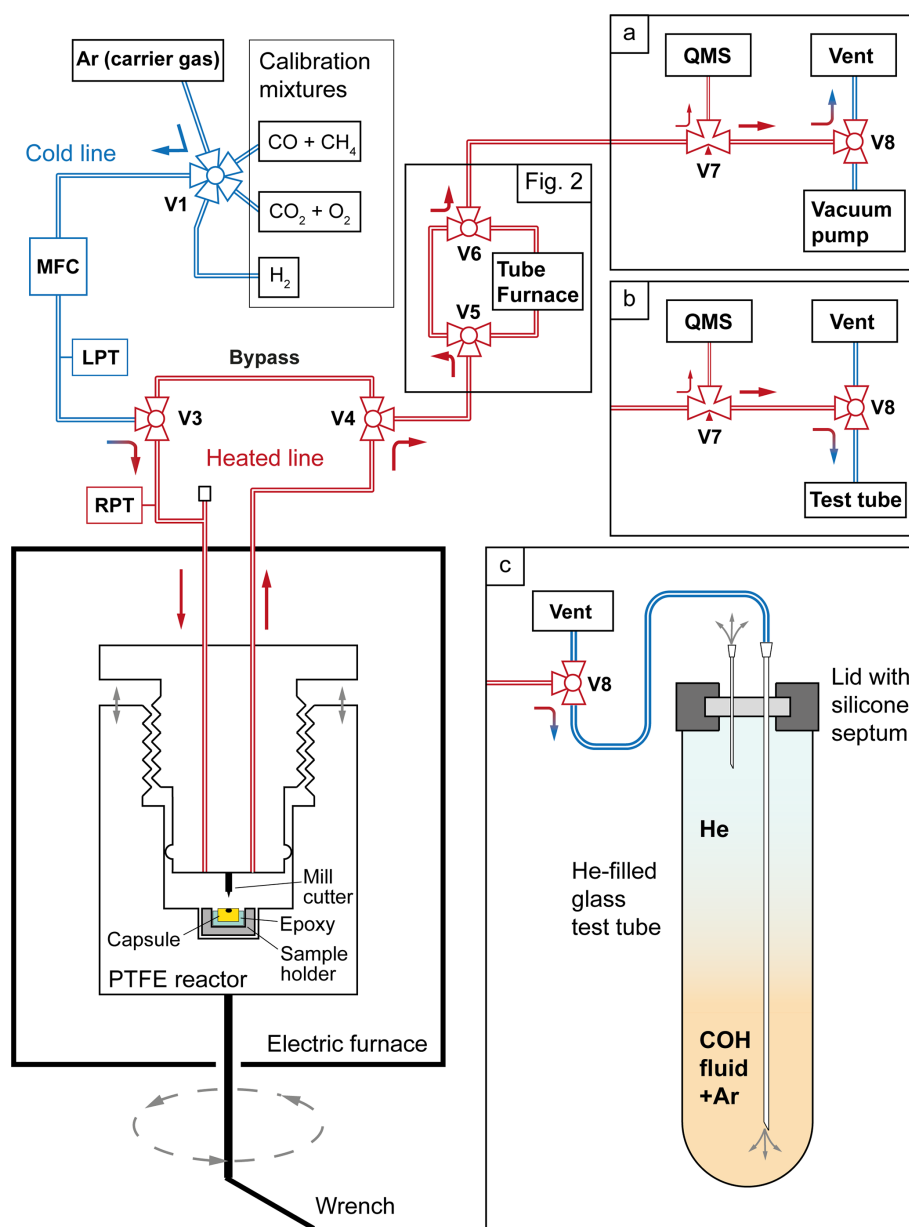 Ar (carrier gas)
Calibration
mixtures
CO + CH₄
CO₂ + O₂
H₂
Cold line
V1
MFC
LPT
Bypass
V3
V4
Heated line
RPT
Fig. 2
V6
Tube
Furnace
V5
a
QMS
Vent
V7
V8
Vacuum
pump
b
QMS
Vent
V7
V8
Test tube
Mill
cutter
Capsule
Epoxy
Sample
holder
PTFE reactor
Electric furnace
Wrench
c
Vent
V8
Lid with
silicone
septum
He
He-filled
glass
test tube
COH
fluid
+Ar